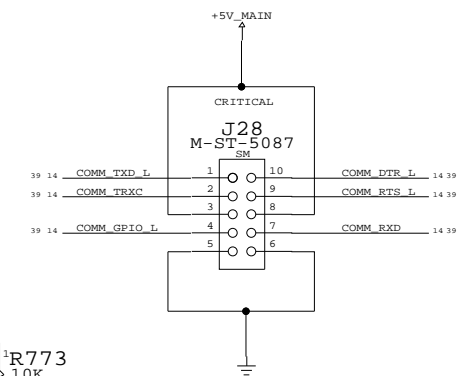 +5V_MAIN
CRITICAL
J28
M-ST-5087
SM
39 14 COMM_TXD_L 1 10 COMM_DTR_L 14 39
39 14 COMM_TRXC 2 9 COMM_RTS_L 14 39
3 8
39 14 COMM_GPIO_L 4 7 COMM_RXD 14 39
5 6
1 R773
10K